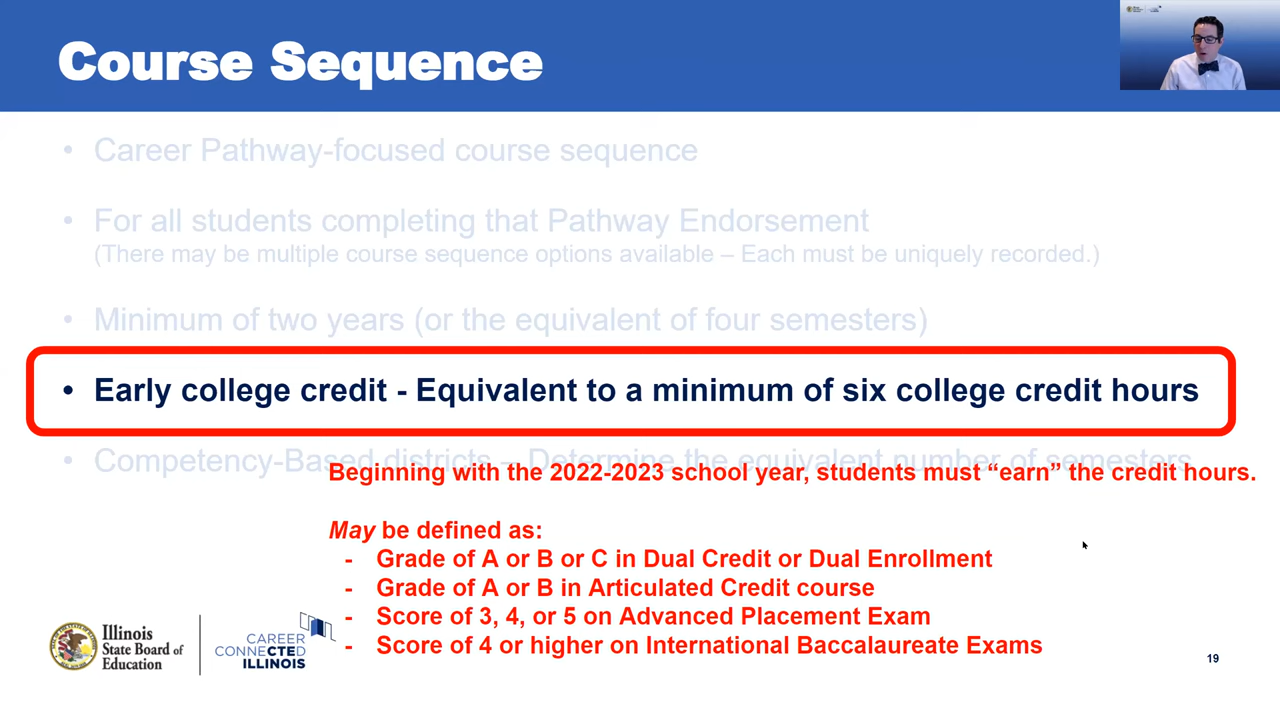 Course Sequence
• Career Pathway-focused course sequence
• For all students completing that Pathway Endorsement
(There may be multiple course sequence options available – Each must be uniquely recorded.)
• Minimum of two years (or the equivalent of four semesters)
• Early college credit - Equivalent to a minimum of six college credit hours
• Competency-Based districts – Determine the equivalent number of semesters
Beginning with the 2022-2023 school year, students must “earn” the credit hours.
May be defined as:
- Grade of A or B or C in Dual Credit or Dual Enrollment
- Grade of A or B in Articulated Credit course
- Score of 3, 4, or 5 on Advanced Placement Exam
- Score of 4 or higher on International Baccalaureate Exams
Illinois
State Board of
Education
CAREER
CONNECTED
ILLINOIS
19